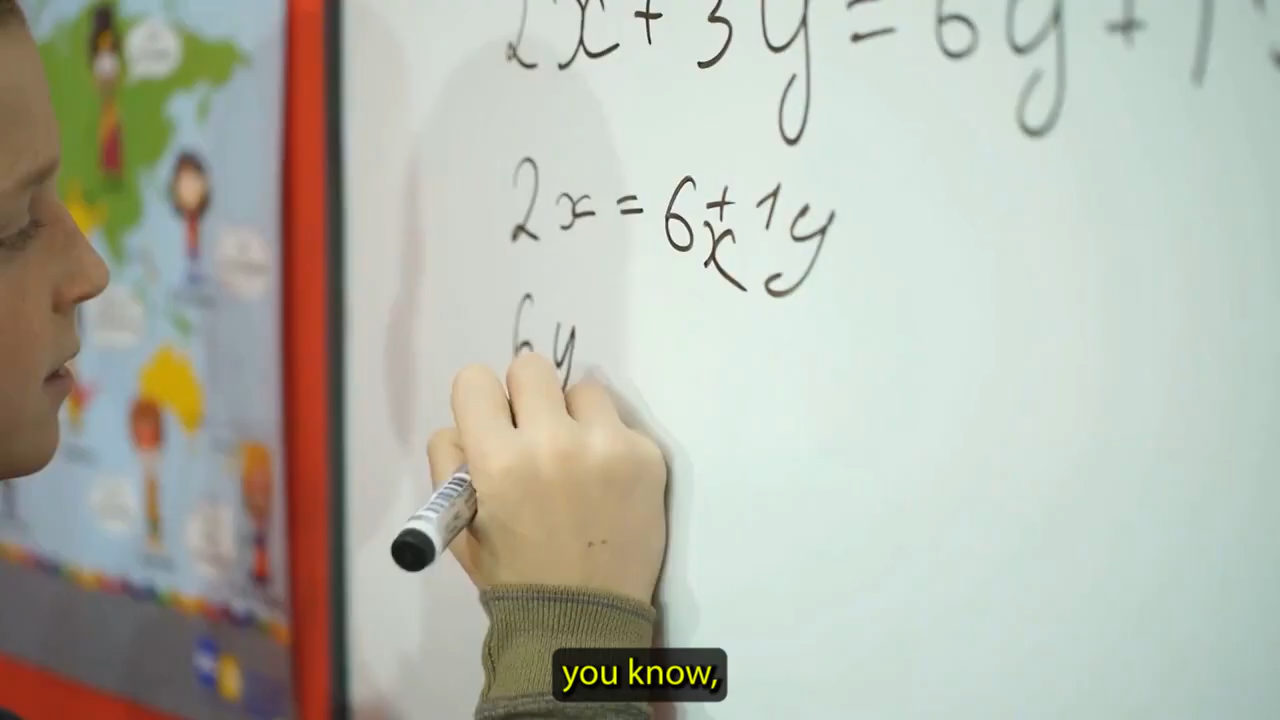 2x + 3y = 6y + 1
2x = 6 + x 1y
6y
you know,